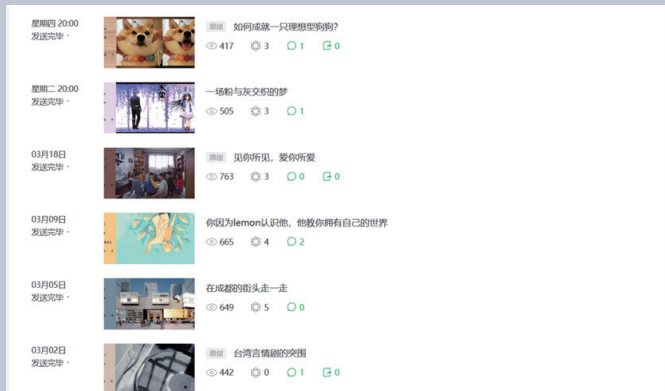 星期四 20:00
发送完毕
原创 如何成就一只理想型狗狗?
417 3 1 0
星期二 20:00
发送完毕
一场粉与灰交织的梦
505 3 1
03月18日
发送完毕
原创 见你所见，爱你所爱
763 3 0 0
03月09日
发送完毕
你因为lemon认识他，他教你拥有自己的世界
665 4 2
03月05日
发送完毕
在成都的街头走一走
649 5 0
03月02日
发送完毕
原创 台湾言情剧的突围
442 0 1 0